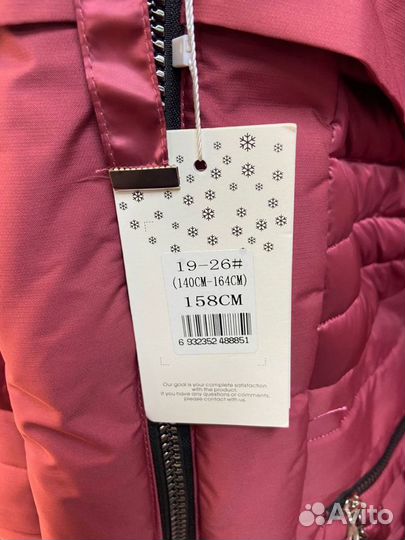 19-26#
(140CM-164CM)
158CM
6 932352 488851
Our goal is your complete satisfaction
with the product.
If you have any questions or comments,
please contact us.
Avito